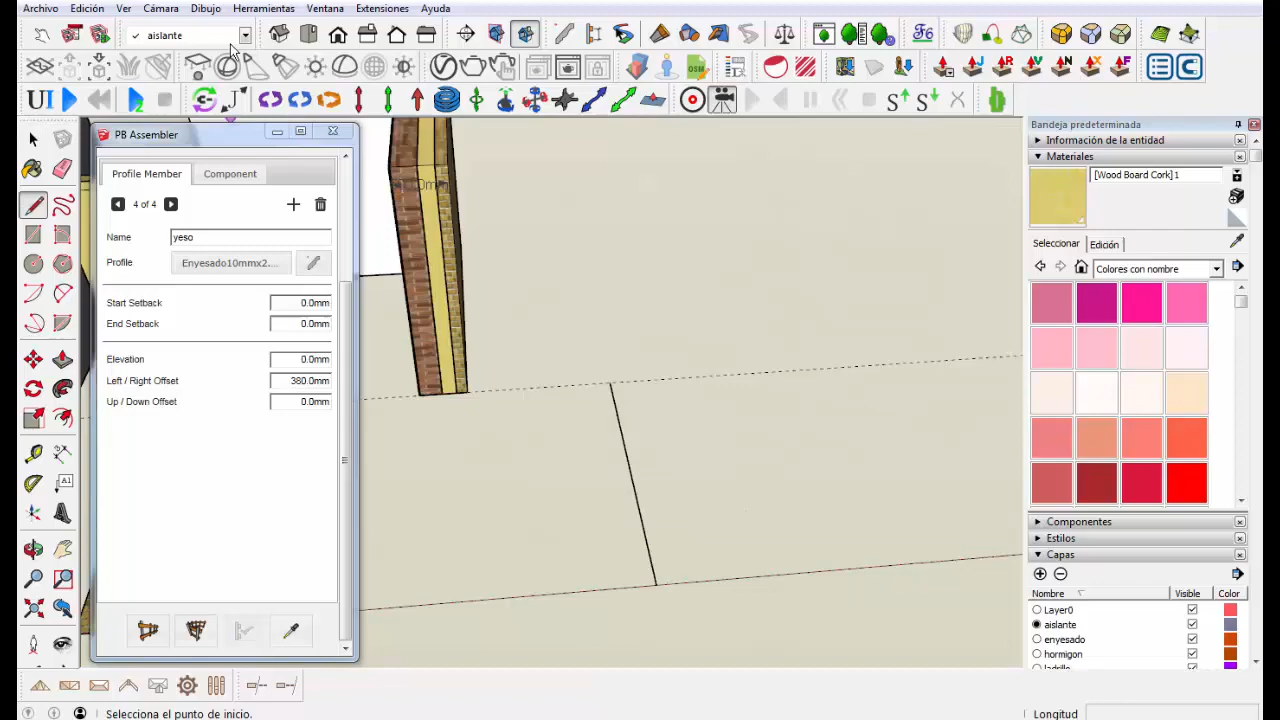 Archivo Edición Ver Cámara Dibujo Herramientas Ventana Extensiones Ayuda
✓ aislante
UI
2
PB Assembler
Bandeja predeterminada
Información de la entidad
Materiales
[Wood Board Cork]1
Seleccionar Edición
Colores con nombre
Profile Member Component
4 of 4
Name yeso
Profile Enyesado10mmx2....
Start Setback 0.0mm
End Setback 0.0mm
Elevation 0.0mm
Left / Right Offset 380.0mm
Up / Down Offset 0.0mm
Componentes
Estilos
Capas
Nombre Visible Color
Layer0
aislante
enyesado
hormigon
ladrillo
Selecciona el punto de inicio.
Longitud